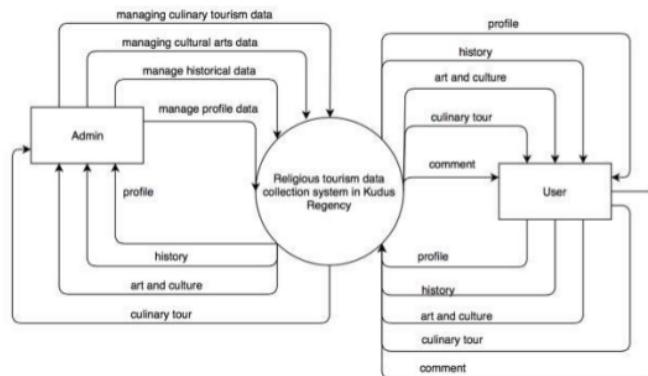 managing culinary tourism data
managing cultural arts data
manage historical data
manage profile data
Admin
profile
history
art and culture
culinary tour
Religious tourism data
collection system in Kudus
Regency
profile
history
art and culture
culinary tour
comment
User
profile
history
art and culture
culinary tour
comment